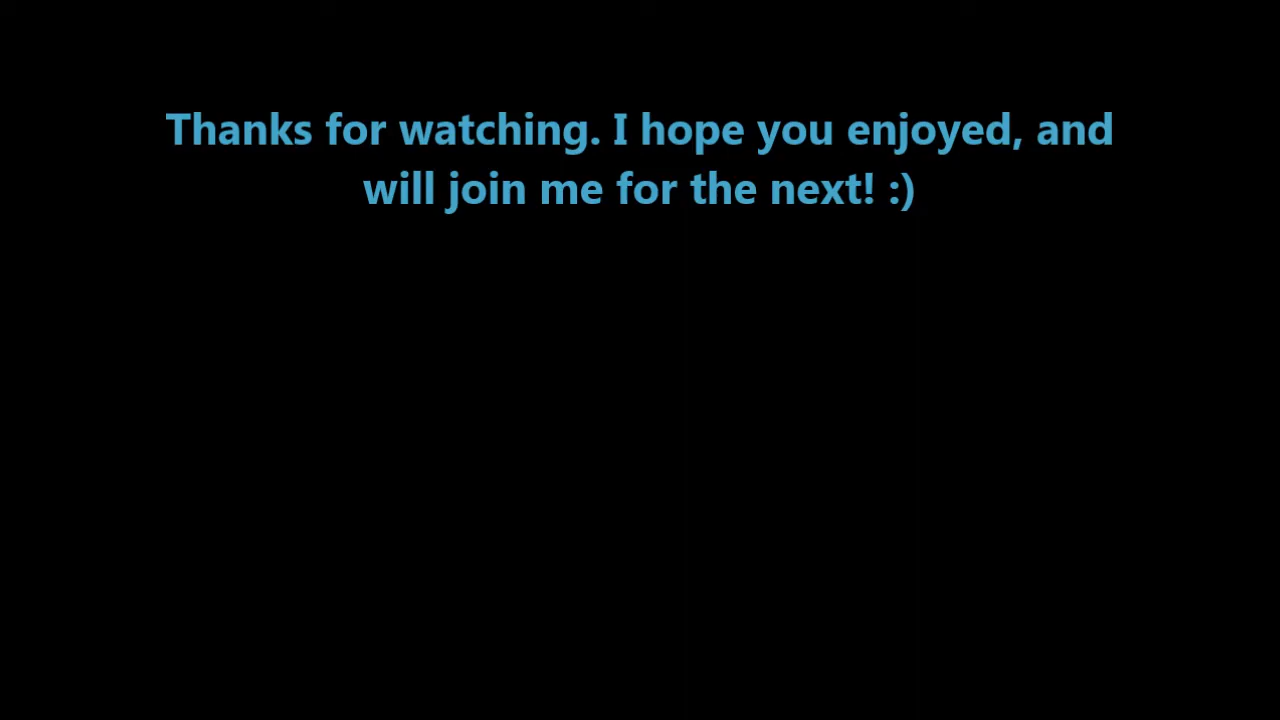 Thanks for watching. I hope you enjoyed, and
will join me for the next! :)